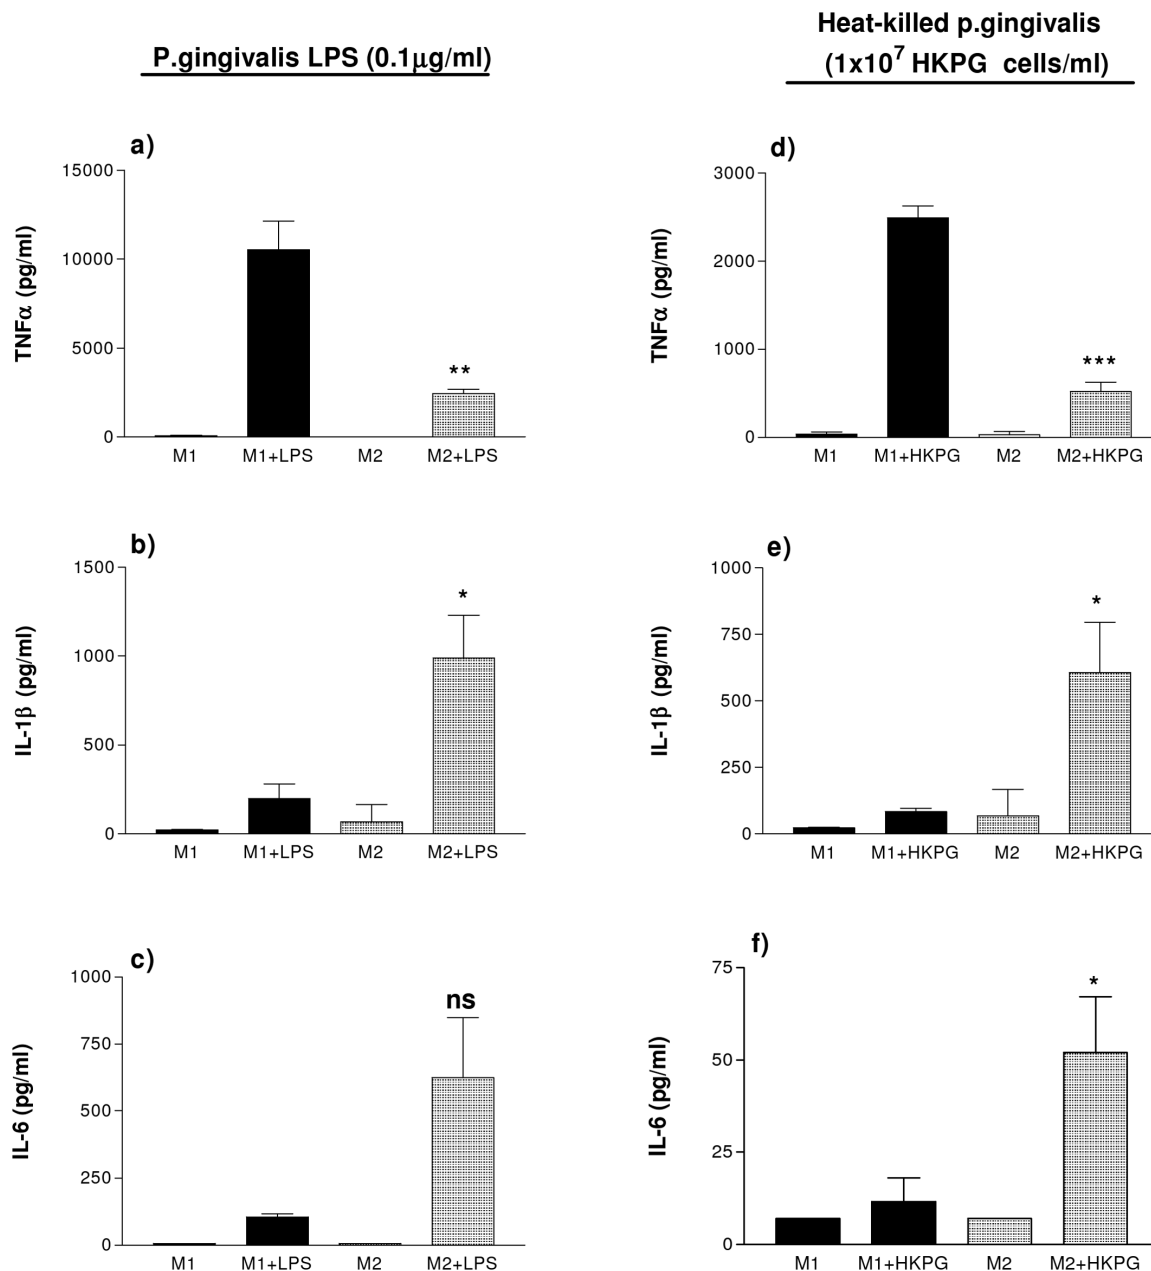 P.gingivalis LPS (0.1µg/ml)
Heat-killed p.gingivalis
(1x10⁷ HKPG cells/ml)
a)
TNFα (pg/ml)
15000
10000
5000
0
**
M1 M1+LPS M2 M2+LPS
d)
TNFα (pg/ml)
3000
2000
1000
0
***
M1 M1+HKPG M2 M2+HKPG
b)
IL-1β (pg/ml)
1500
1000
500
0
*
M1 M1+LPS M2 M2+LPS
e)
IL-1β (pg/ml)
1000
750
500
250
0
*
M1 M1+HKPG M2 M2+HKPG
c)
IL-6 (pg/ml)
1000
750
500
250
0
ns
M1 M1+LPS M2 M2+LPS
f)
IL-6 (pg/ml)
75
50
25
0
*
M1 M1+HKPG M2 M2+HKPG